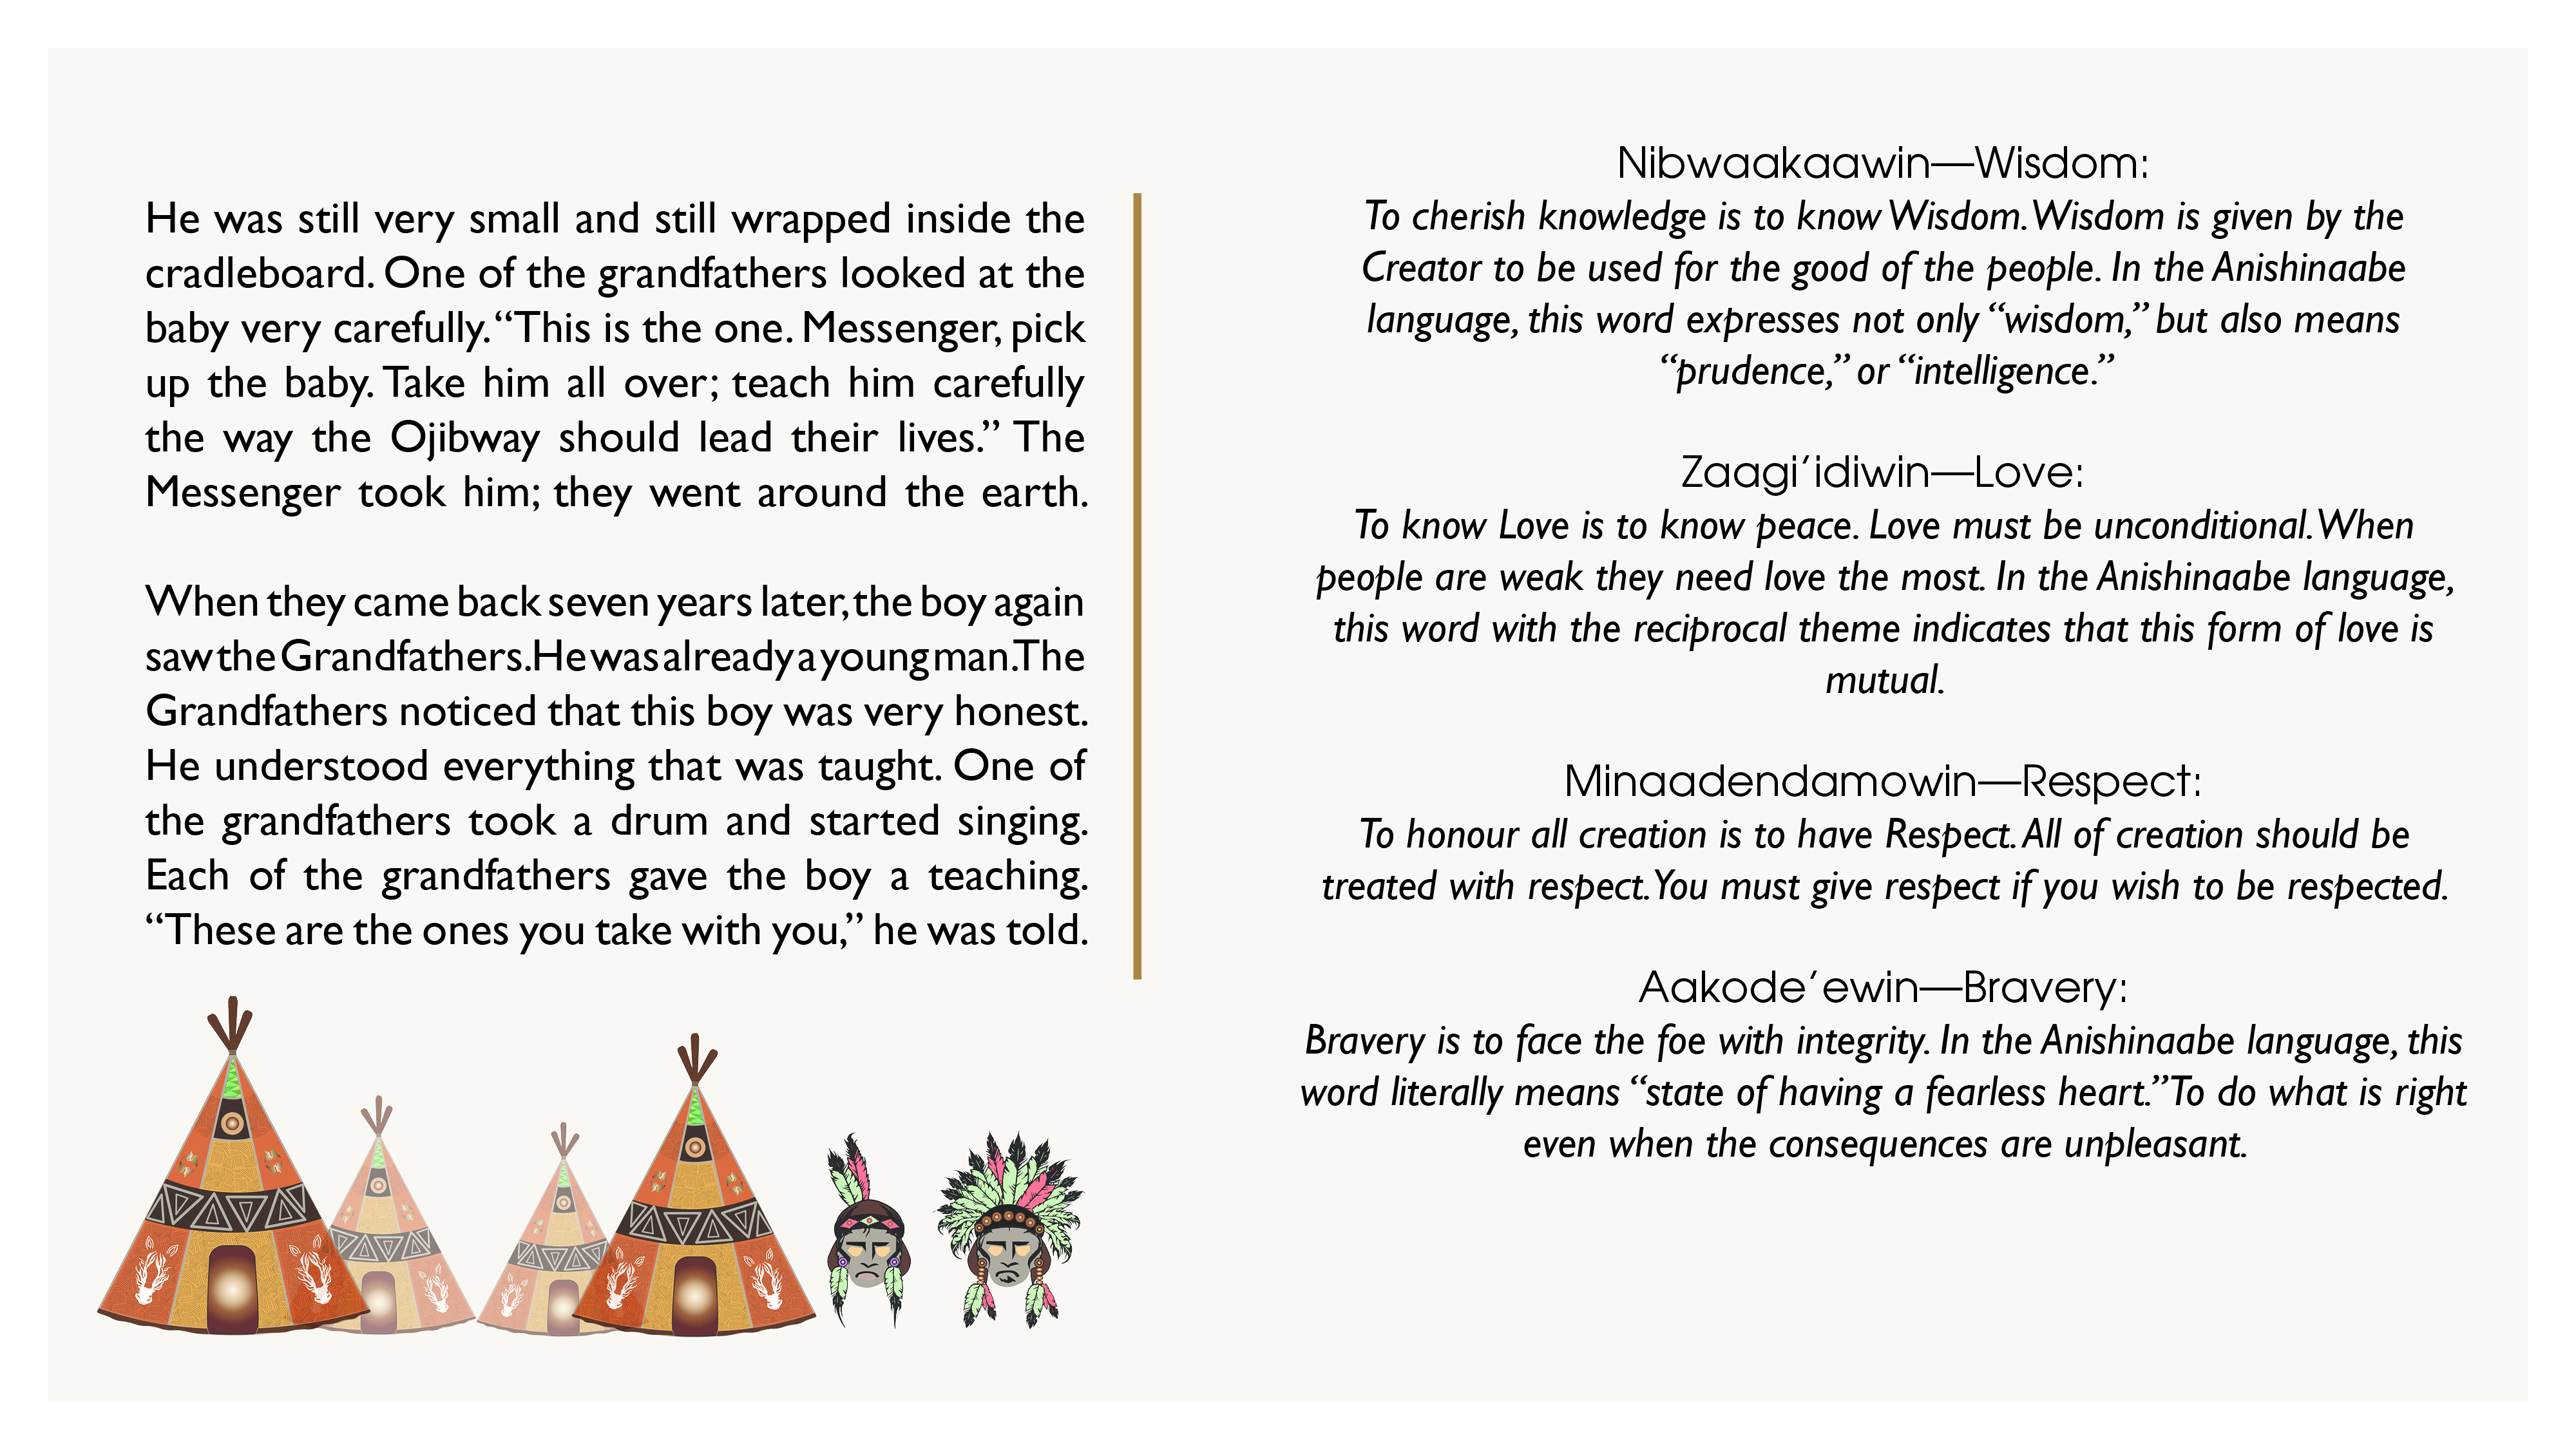 He was still very small and still wrapped inside the
cradleboard. One of the grandfathers looked at the
baby very carefully. “This is the one. Messenger, pick
up the baby. Take him all over; teach him carefully
the way the Ojibway should lead their lives.” The
Messenger took him; they went around the earth.
When they came back seven years later, the boy again
saw the Grandfathers. He was already a young man. The
Grandfathers noticed that this boy was very honest.
He understood everything that was taught. One of
the grandfathers took a drum and started singing.
Each of the grandfathers gave the boy a teaching.
“These are the ones you take with you,” he was told.
Nibwaakaawin—Wisdom:
To cherish knowledge is to know Wisdom. Wisdom is given by the
Creator to be used for the good of the people. In the Anishinaabe
language, this word expresses not only “wisdom,” but also means
“prudence,” or “intelligence.”
Zaagi’idiwin—Love:
To know Love is to know peace. Love must be unconditional. When
people are weak they need love the most. In the Anishinaabe language,
this word with the reciprocal theme indicates that this form of love is
mutual.
Minaadendamowin—Respect:
To honour all creation is to have Respect. All of creation should be
treated with respect. You must give respect if you wish to be respected.
Aakode’ewin—Bravery:
Bravery is to face the foe with integrity. In the Anishinaabe language, this
word literally means “state of having a fearless heart.” To do what is right
even when the consequences are unpleasant.